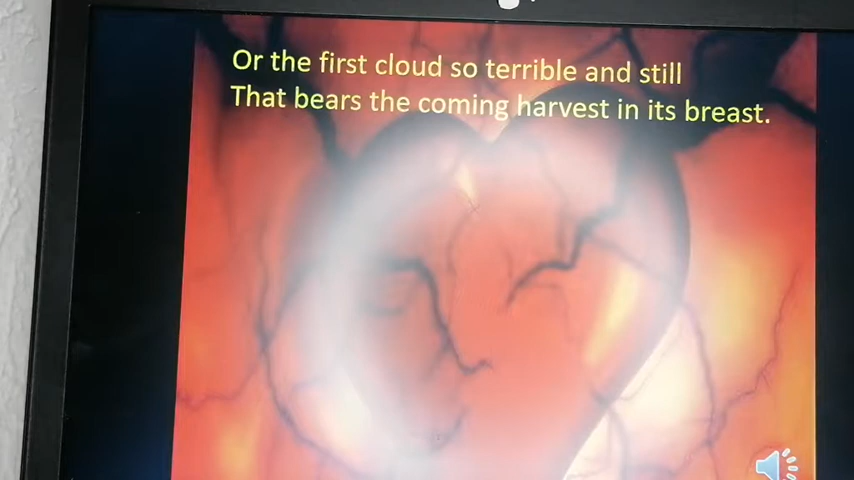 Or the first cloud so terrible and still
That bears the coming harvest in its breast.